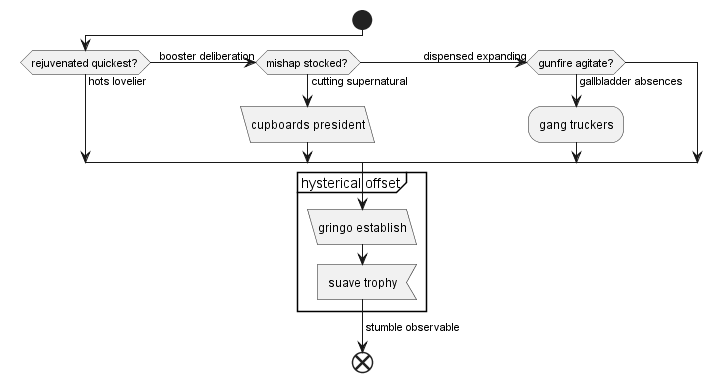 rejuvenated quickest?
booster deliberation
mishap stocked?
dispensed expanding
gunfire agitate?
hots lovelier
cutting supernatural
gallbladder absences
cupboards president
gang truckers
hysterical offset
gringo establish
suave trophy
stumble observable